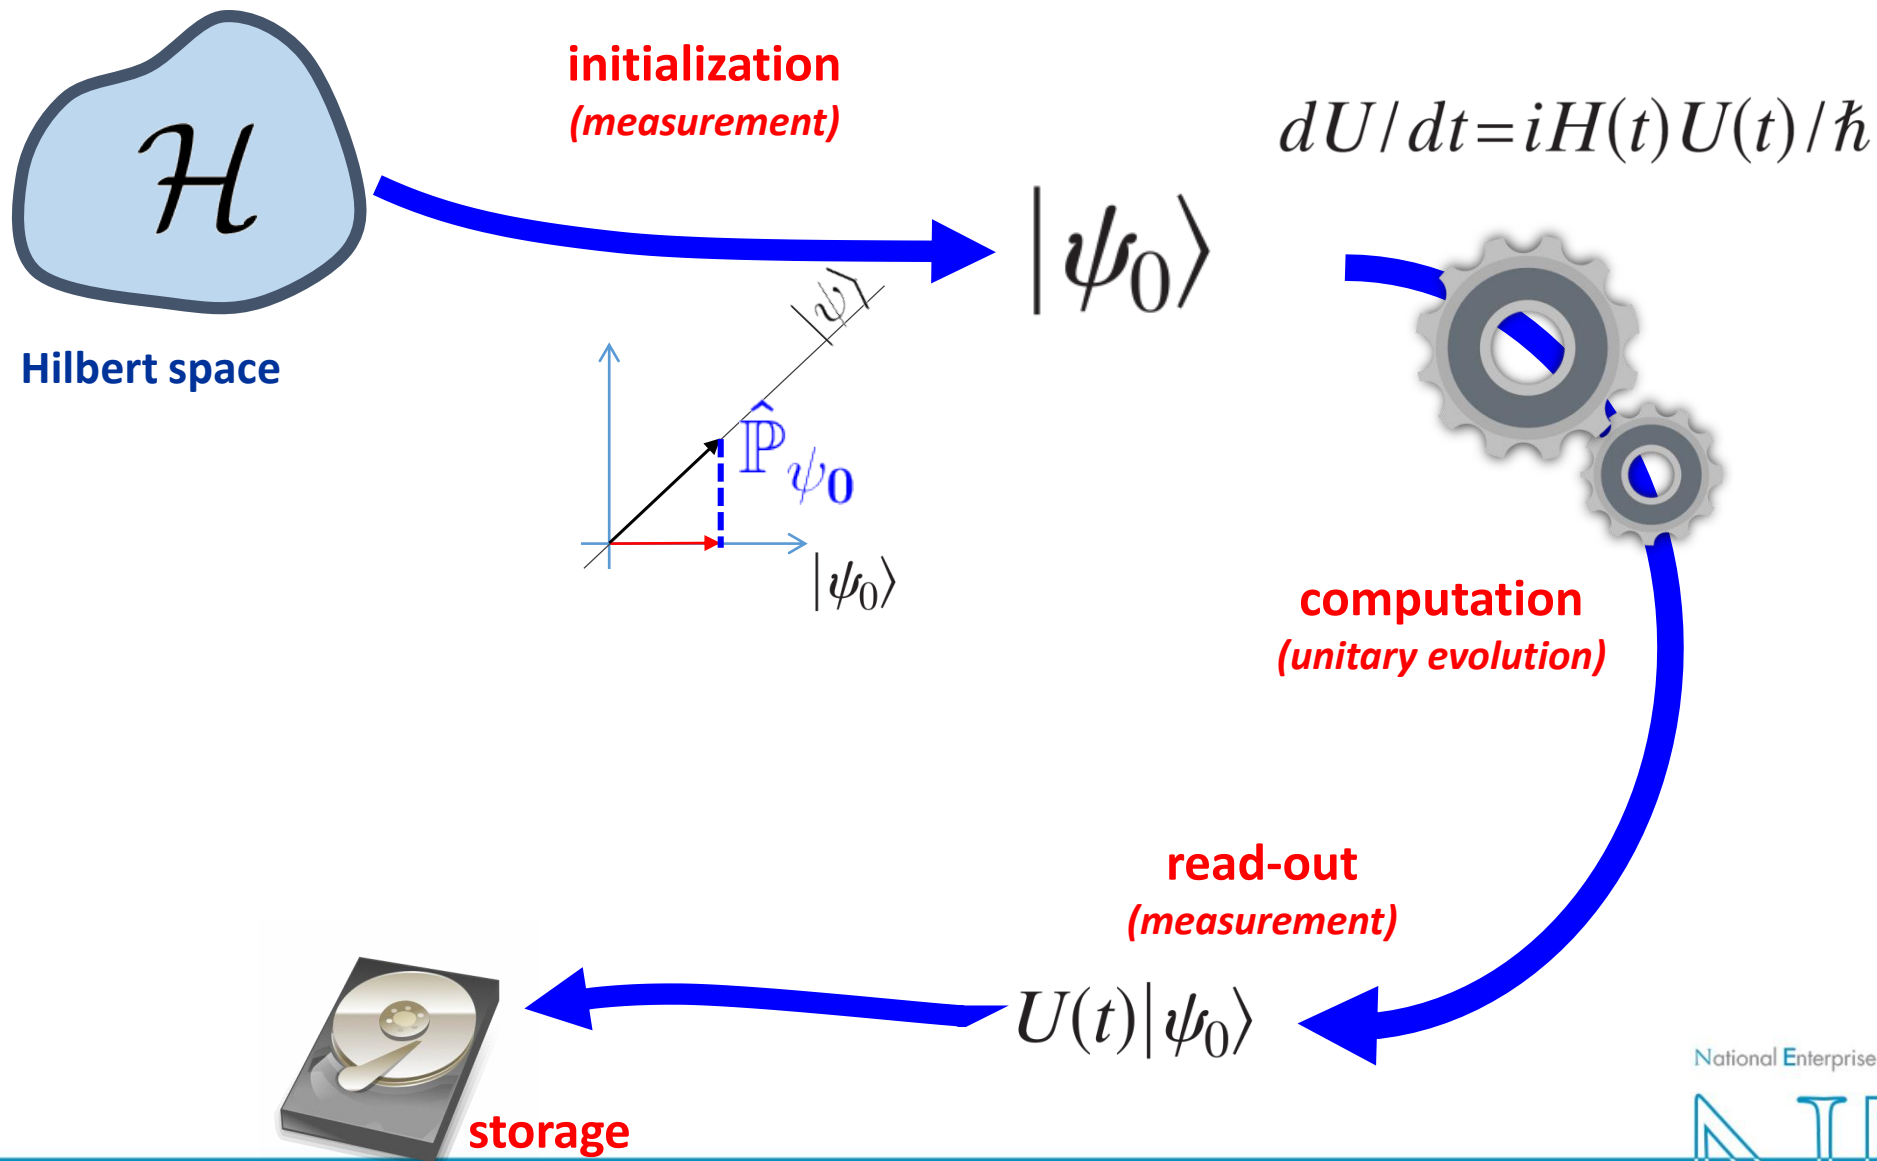 initialization
(measurement)
dU/dt=iH(t)U(t)/ℏ
ℋ
|ψ₀⟩
|ψ⟩
Hilbert space
ℙ̂_ψ₀
|ψ₀⟩
computation
(unitary evolution)
read-out
(measurement)
U(t)|ψ₀⟩
National Enterprise
storage